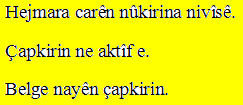 Hejmara carên nûkirina nivîsê.
Çapkirin ne aktîf e.
Belge nayên çapkirin.